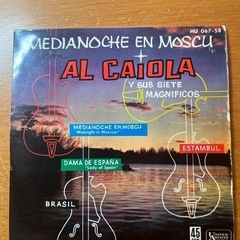 HU 067-58
MEDIANOCHE EN MOSCU
+
AL CAIOLA
Y SUS SIETE
MAGNIFICOS
MEDIANOCHE EN MOSCU
"Midnight in Moscow"
ESTAMBUL
DAMA DE ESPAÑA
"Lady of Spain"
BRASIL
45